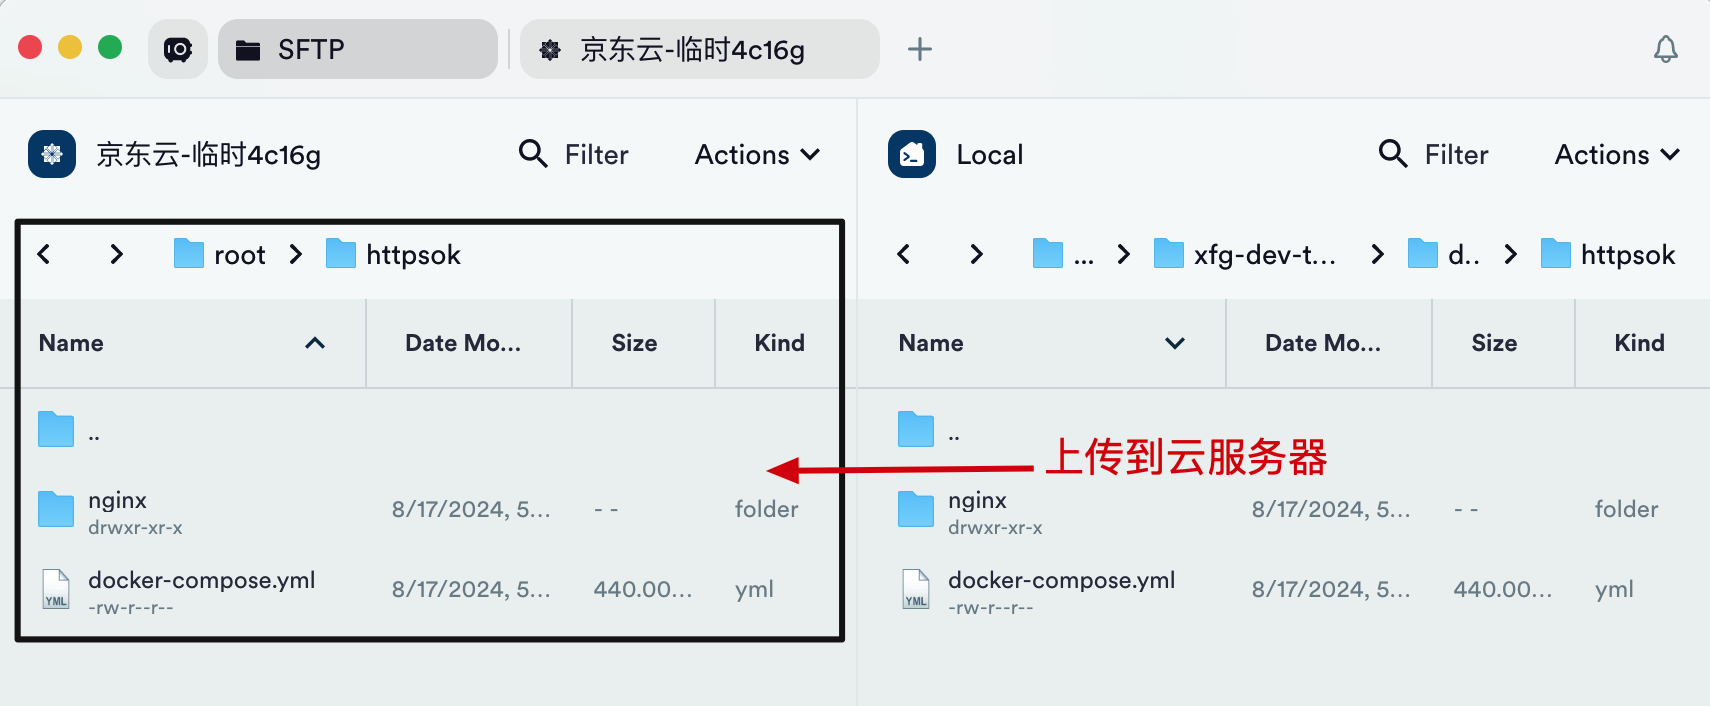 SFTP 京东云-临时4c16g
京东云-临时4c16g Filter Actions
root httpsok
Name Date Mo... Size Kind
..
nginx 8/17/2024, 5... - - folder
drwxr-xr-x
docker-compose.yml 8/17/2024, 5... 440.00... yml
-rw-r--r--
YML
Local Filter Actions
... xfg-dev-t... d.. httpsok
Name Date Mo... Size Kind
..
上传到云服务器
nginx 8/17/2024, 5... - - folder
drwxr-xr-x
docker-compose.yml 8/17/2024, 5... 440.00... yml
-rw-r--r--
YML